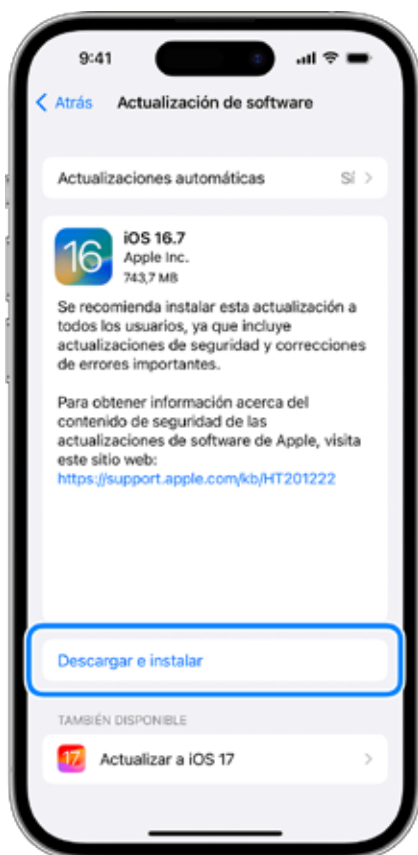 9:41
Atrás Actualización de software
Actualizaciones automáticas Sí
16
iOS 16.7
Apple Inc.
743,7 MB
Se recomienda instalar esta actualización a
todos los usuarios, ya que incluye
actualizaciones de seguridad y correcciones
de errores importantes.
Para obtener información acerca del
contenido de seguridad de las
actualizaciones de software de Apple, visita
este sitio web:
https://support.apple.com/kb/HT201222
Descargar e instalar
TAMBIÉN DISPONIBLE
17 Actualizar a iOS 17